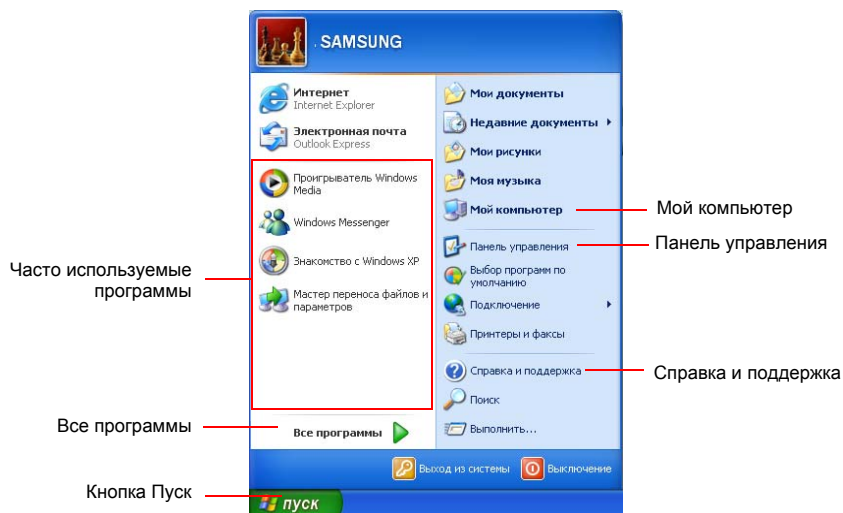 SAMSUNG
Интернет
Internet Explorer
Электронная почта
Outlook Express
Проигрыватель Windows
Media
Windows Messenger
Знакомство с Windows XP
Мастер переноса файлов и
параметров
Все программы
Мои документы
Недавние документы
Мои рисунки
Моя музыка
Мой компьютер
Панель управления
Выбор программ по
умолчанию
Подключение
Принтеры и факсы
Справка и поддержка
Поиск
Выполнить...
Выход из системы
Выключение
пуск
Часто используемые
программы
Все программы
Кнопка Пуск
Мой компьютер
Панель управления
Справка и поддержка